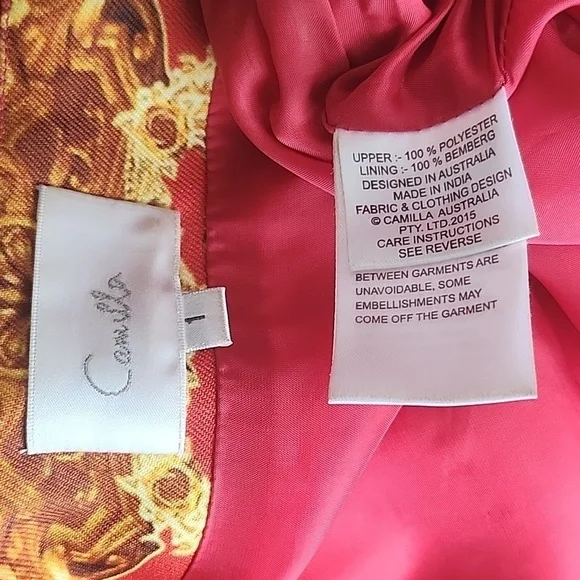 Camilla
1
UPPER :- 100 % POLYESTER
LINING :- 100 % BEMBERG
DESIGNED IN AUSTRALIA
MADE IN INDIA
FABRIC & CLOTHING DESIGN
© CAMILLA AUSTRALIA
PTY. LTD.2015
CARE INSTRUCTIONS
SEE REVERSE
BETWEEN GARMENTS ARE
UNAVOIDABLE, SOME
EMBELLISHMENTS MAY
COME OFF THE GARMENT